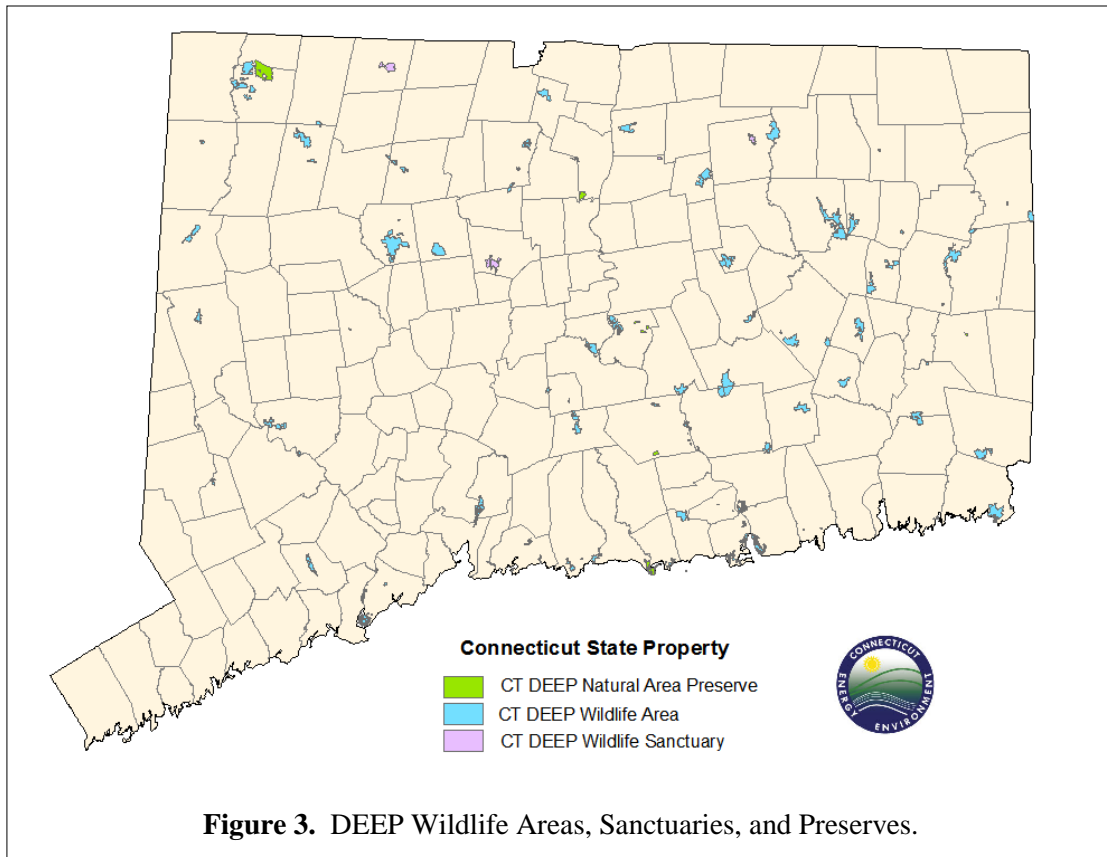 Connecticut State Property
CT DEEP Natural Area Preserve
CT DEEP Wildlife Area
CT DEEP Wildlife Sanctuary
CONNECTICUT
ENERGY
ENVIRONMENT
Figure 3. DEEP Wildlife Areas, Sanctuaries, and Preserves.